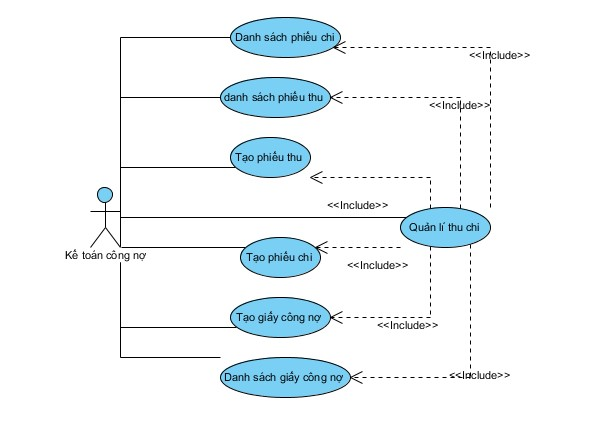 Danh sách phiếu chi
<<Include>>
danh sách phiếu thu
<<Include>>
Tạo phiếu thu
<<Include>>
Quản lí thu chi
Kế toán công nợ
Tạo phiếu chi
<<Include>>
Tạo giấy công nợ
<<Include>>
Danh sách giấy công nợ
<<Include>>